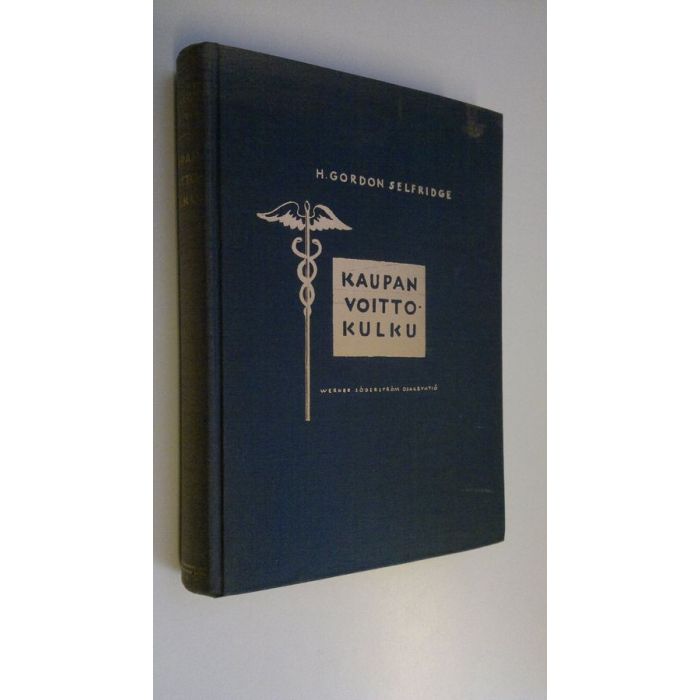 H. GORDON SELFRIDGE
KAUPAN
VOITTO-
KULKU
WERNER SÖDERSTRÖM OSAKEYHTIÖ